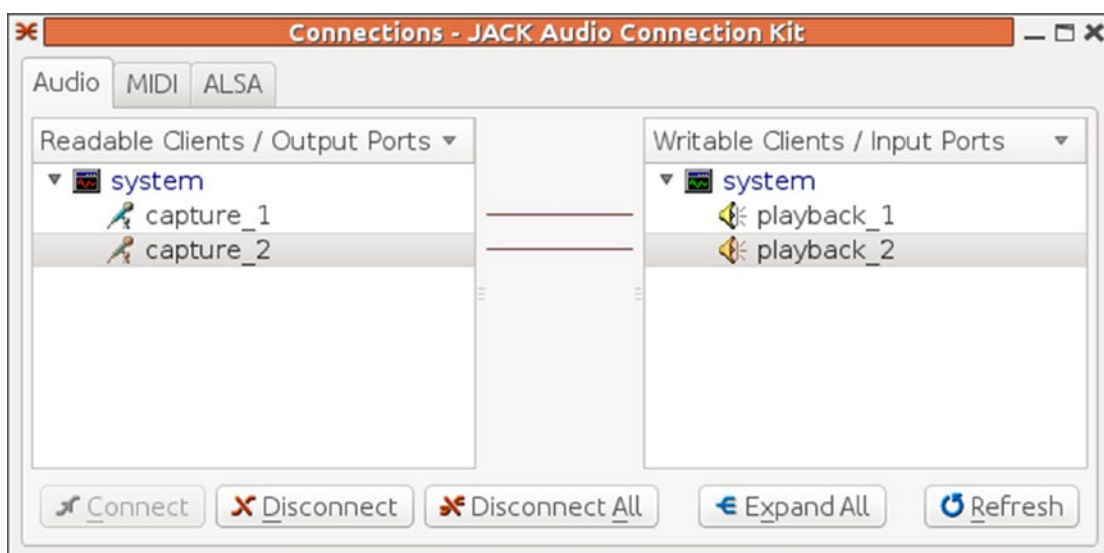 Connections - JACK Audio Connection Kit
Audio MIDI ALSA
Readable Clients / Output Ports Writable Clients / Input Ports
system system
capture_1 playback_1
capture_2 playback_2
Connect Disconnect Disconnect All Expand All Refresh